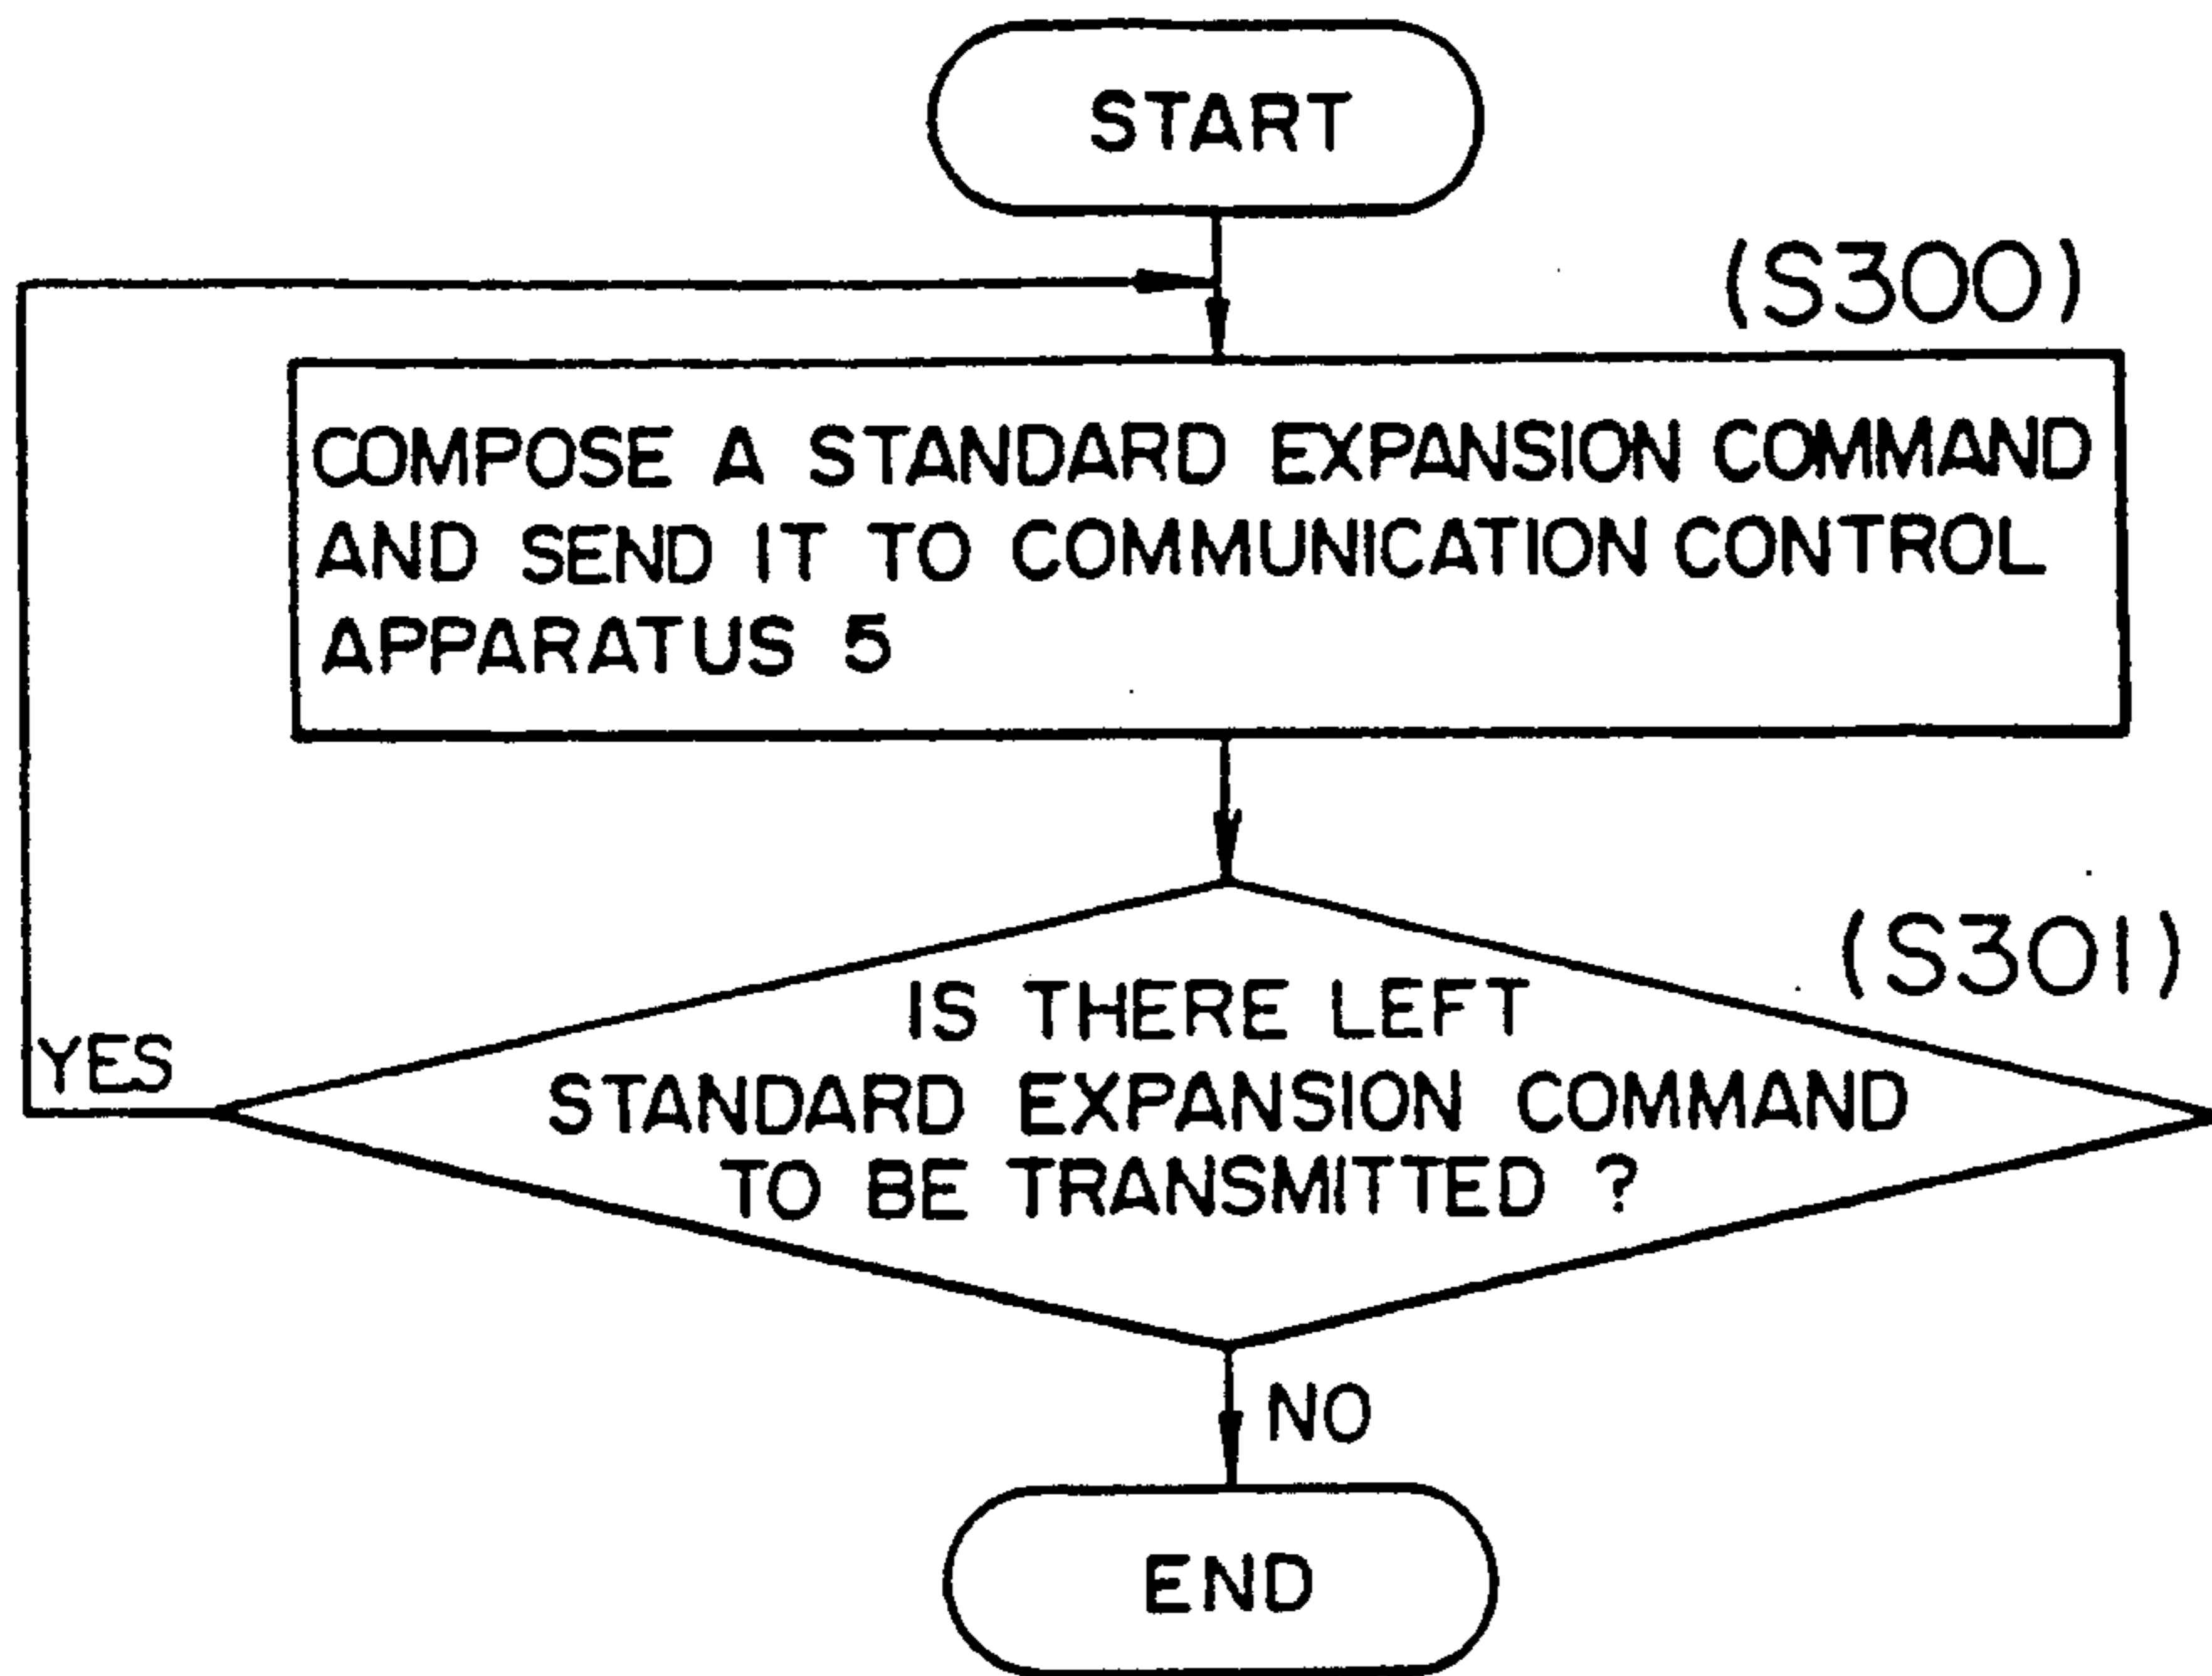 START
(S300)
COMPOSE A STANDARD EXPANSION COMMAND
AND SEND IT TO COMMUNICATION CONTROL
APPARATUS 5
(S301)
IS THERE LEFT
STANDARD EXPANSION COMMAND
TO BE TRANSMITTED ?
YES
NO
END